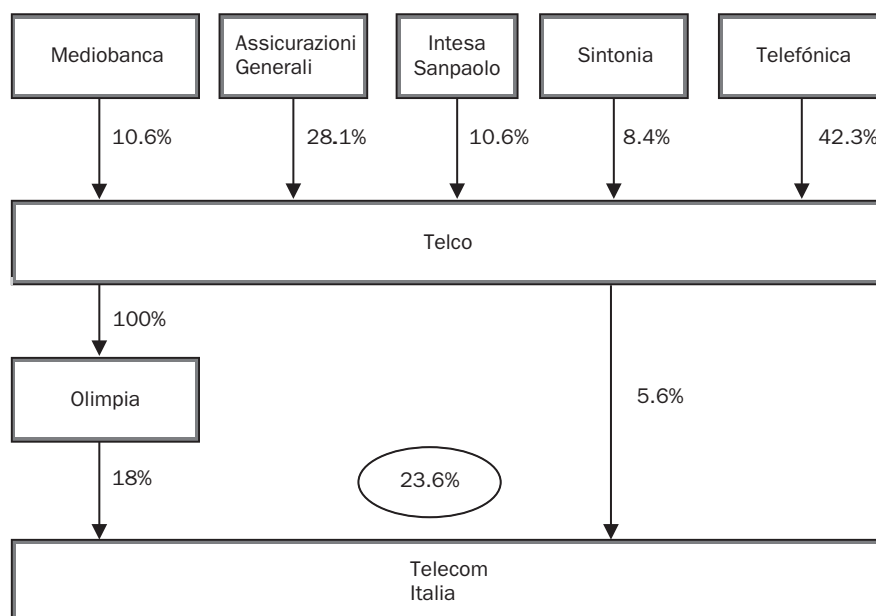 Mediobanca
Assicurazioni
Generali
Intesa
Sanpaolo
Sintonia
Telefónica
10.6%
28.1%
10.6%
8.4%
42.3%
Telco
100%
Olimpia
5.6%
18%
23.6%
Telecom
Italia